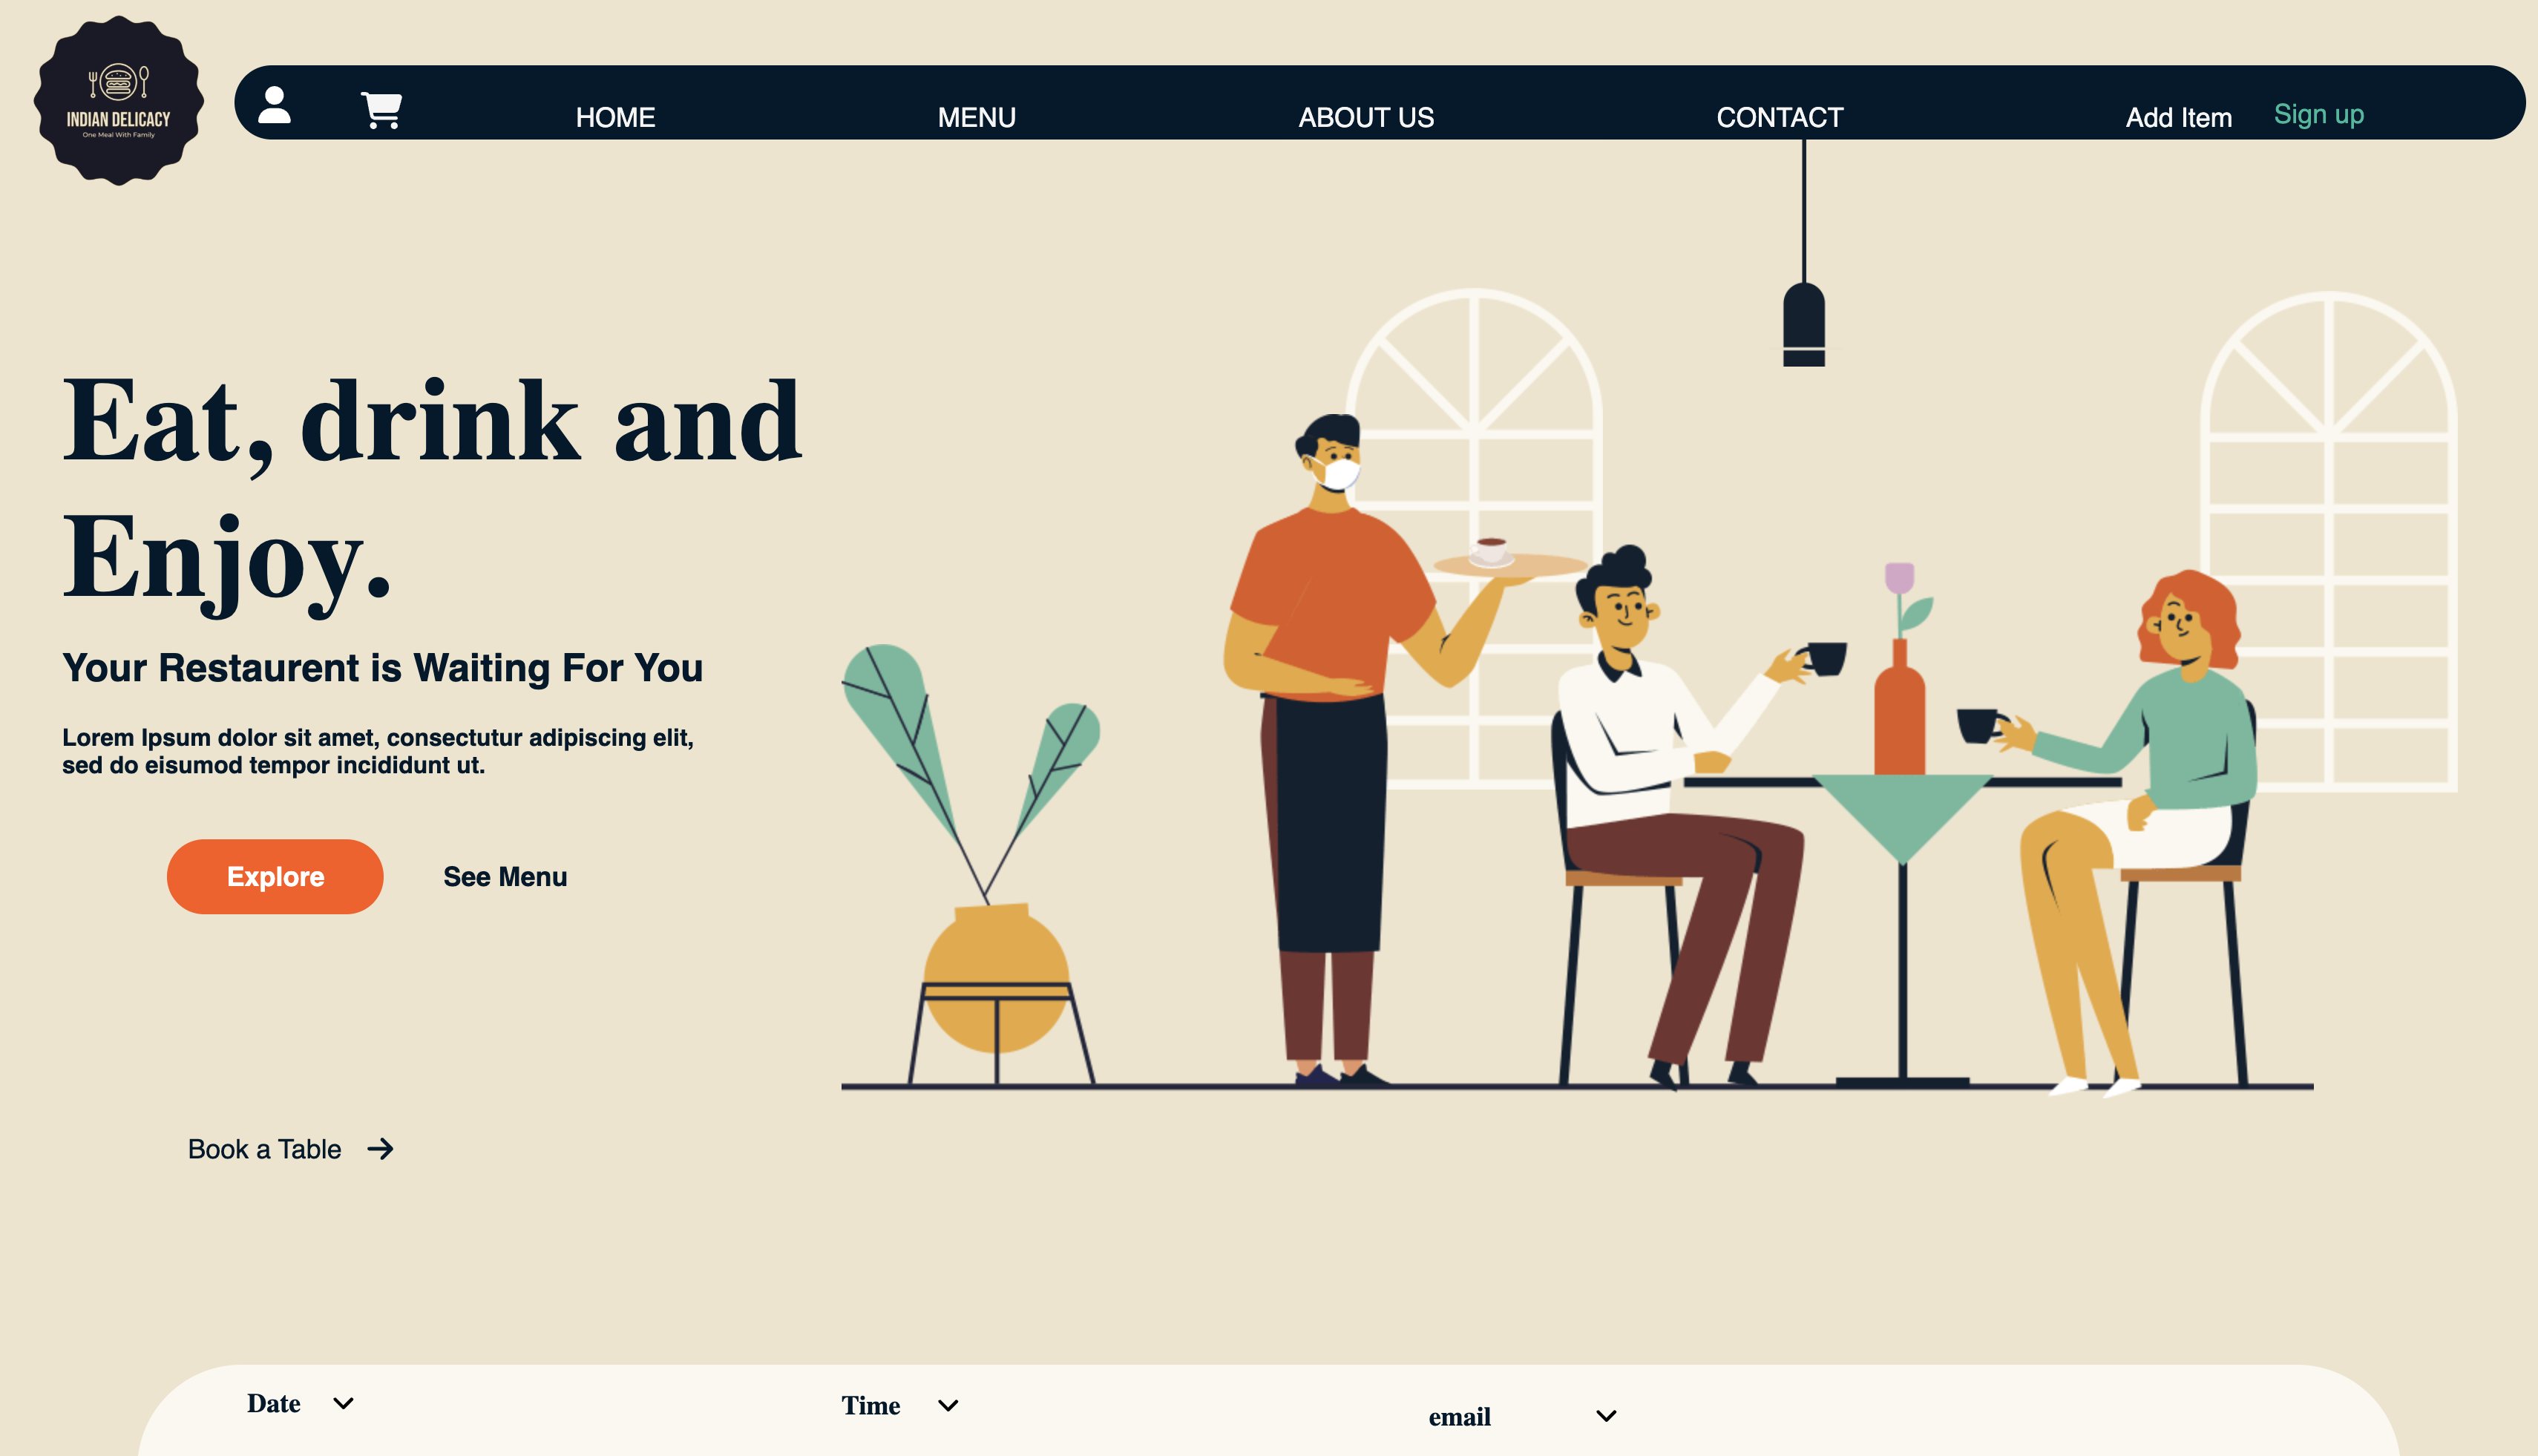 INDIAN DELICACY
One Meal With Family
HOME MENU ABOUT US CONTACT Add Item Sign up
Eat, drink and
Enjoy.
Your Restaurent is Waiting For You
Lorem Ipsum dolor sit amet, consectutur adipiscing elit,
sed do eisumod tempor incididunt ut.
Explore See Menu
Book a Table
Date Time email